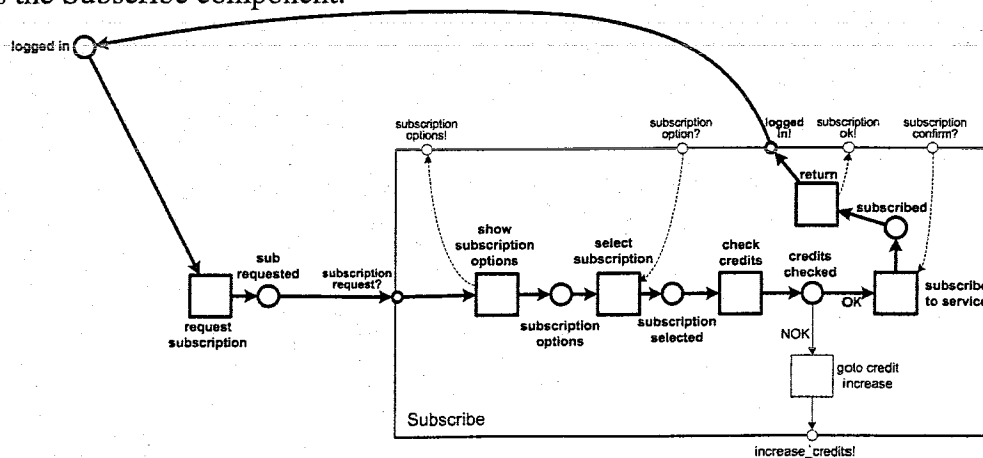 s the Subscribe component.
logged in
subscription
options!
subscription
option?
logged
in!
subscription
ok!
subscription
confirm?
return
subscribed
show
subscription
options
select
subscription
check
credits
credits
checked
sub
requested
subscription
request?
OK
subscribe
to service
request
subscription
subscription
options
subscription
selected
NOK
goto credit
increase
Subscribe
increase_credits!